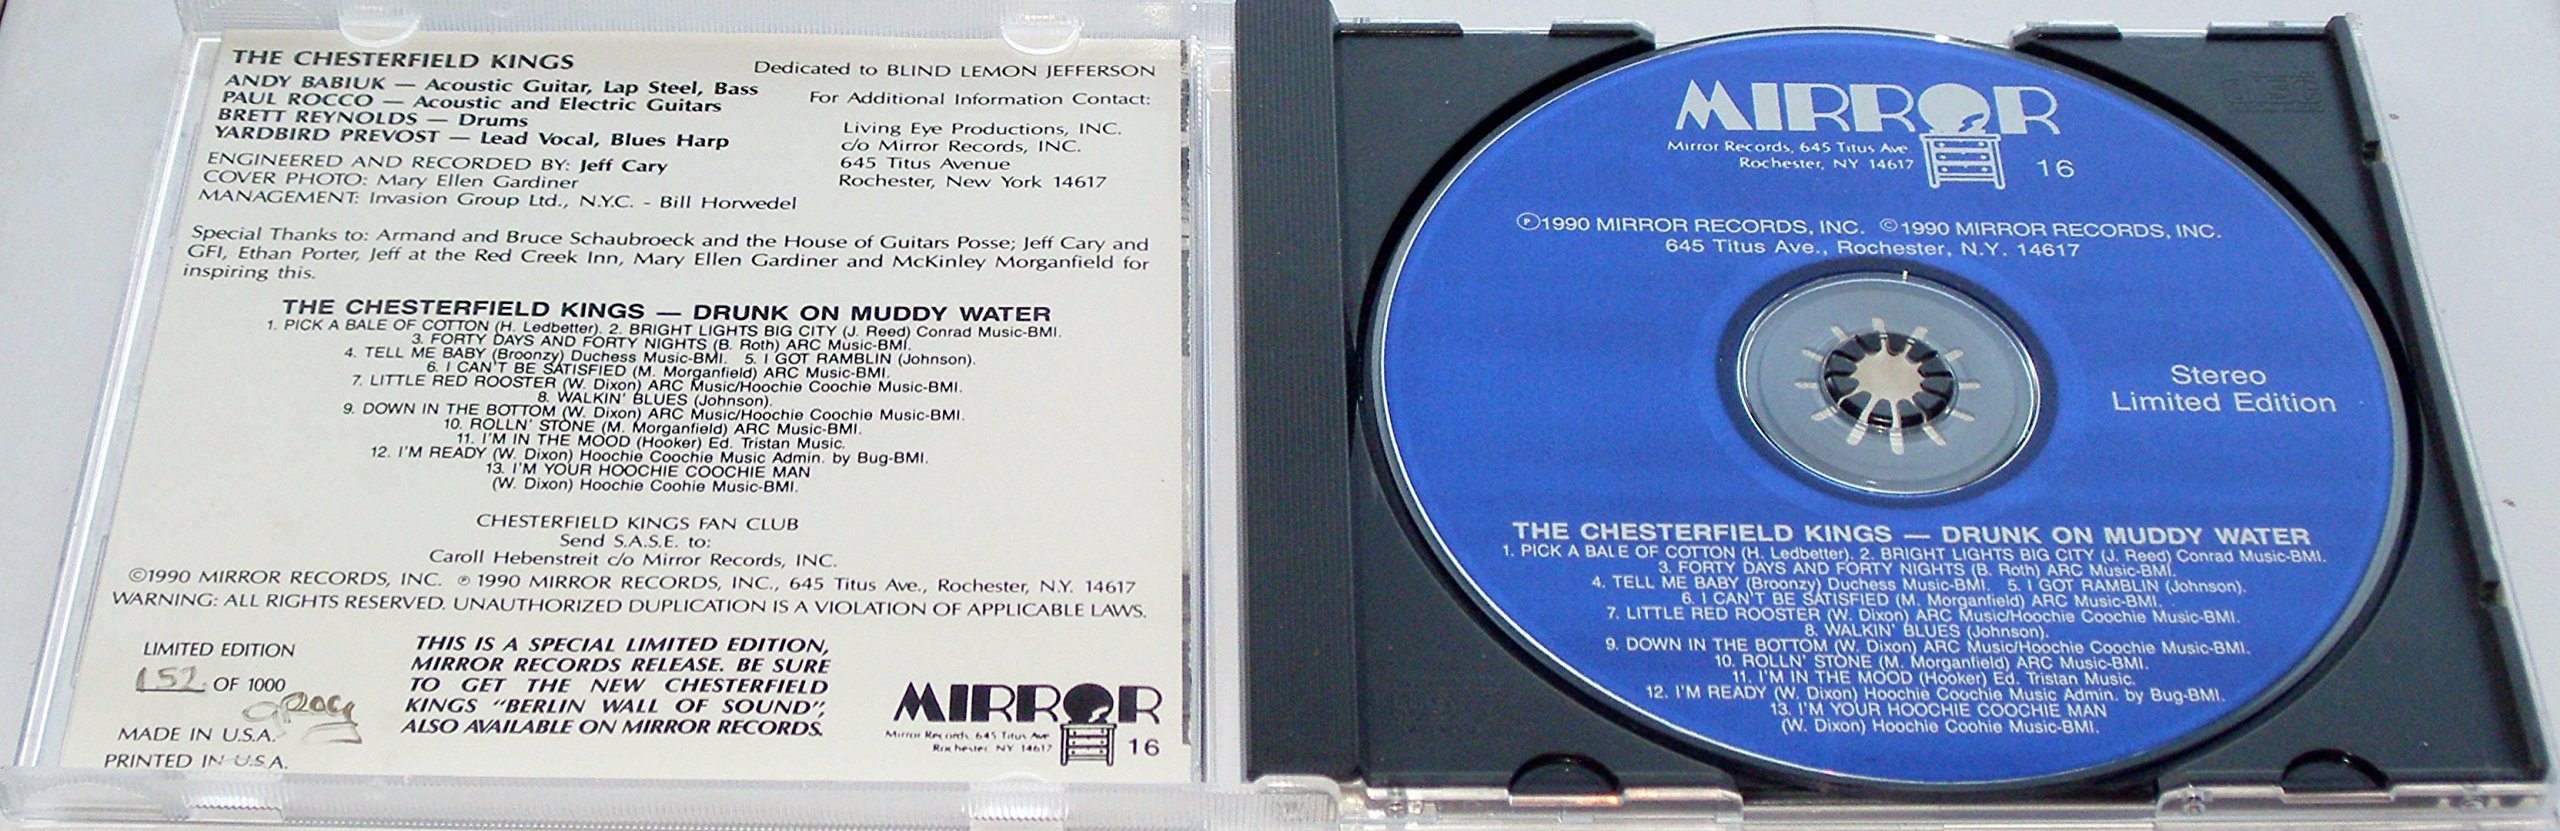 THE CHESTERFIELD KINGS
ANDY BABIUK — Acoustic Guitar, Lap Steel, Bass
PAUL ROCCO — Acoustic and Electric Guitars
BRETT REYNOLDS — Drums
YARDBIRD PREVOST — Lead Vocal, Blues Harp
ENGINEERED AND RECORDED BY: Jeff Cary
COVER PHOTO: Mary Ellen Gardiner
MANAGEMENT: Invasion Group Ltd., N.Y.C. - Bill Horwedel
Dedicated to BLIND LEMON JEFFERSON
For Additional Information Contact:
Living Eye Productions, INC.
c/o Mirror Records, INC.
645 Titus Avenue
Rochester, New York 14617
Special Thanks to: Armand and Bruce Schaubroeck and the House of Guitars Posse; Jeff Cary and
GFI, Ethan Porter, Jeff at the Red Creek Inn, Mary Ellen Gardiner and McKinley Morganfield for
inspiring this.
THE CHESTERFIELD KINGS — DRUNK ON MUDDY WATER
1. PICK A BALE OF COTTON (H. Ledbetter). 2. BRIGHT LIGHTS BIG CITY (J. Reed) Conrad Music-BMI.
3. FORTY DAYS AND FORTY NIGHTS (B. Roth) ARC Music-BMI.
4. TELL ME BABY (Broonzy) Duchess Music-BMI. 5. I GOT RAMBLIN (Johnson).
6. I CAN'T BE SATISFIED (M. Morganfield) ARC Music-BMI.
7. LITTLE RED ROOSTER (W. Dixon) ARC Music/Hoochie Coochie Music-BMI.
8. WALKIN' BLUES (Johnson).
9. DOWN IN THE BOTTOM (W. Dixon) ARC Music/Hoochie Coochie Music-BMI.
10. ROLLN' STONE (M. Morganfield) ARC Music-BMI.
11. I'M IN THE MOOD (Hooker) Ed. Tristan Music.
12. I'M READY (W. Dixon) Hoochie Coochie Music Admin. by Bug-BMI.
13. I'M YOUR HOOCHIE COOCHIE MAN
(W. Dixon) Hoochie Coohie Music-BMI.
CHESTERFIELD KINGS FAN CLUB
Send S.A.S.E. to:
Caroll Hebenstreit c/o Mirror Records, INC.
©1990 MIRROR RECORDS, INC. ℗ 1990 MIRROR RECORDS, INC., 645 Titus Ave., Rochester, N.Y. 14617
WARNING: ALL RIGHTS RESERVED. UNAUTHORIZED DUPLICATION IS A VIOLATION OF APPLICABLE LAWS.
LIMITED EDITION
152 OF 1000
MADE IN U.S.A.
PRINTED IN U.S.A.
THIS IS A SPECIAL LIMITED EDITION,
MIRROR RECORDS RELEASE. BE SURE
TO GET THE NEW CHESTERFIELD
KINGS "BERLIN WALL OF SOUND";
ALSO AVAILABLE ON MIRROR RECORDS.
MIRROR
Mirror Records, 645 Titus Ave
Rochester, NY 14617
16
MIRROR
Mirror Records, 645 Titus Ave
Rochester, NY 14617
16
℗1990 MIRROR RECORDS, INC. ©1990 MIRROR RECORDS, INC.
645 Titus Ave., Rochester, N.Y. 14617
Stereo
Limited Edition
THE CHESTERFIELD KINGS — DRUNK ON MUDDY WATER
1. PICK A BALE OF COTTON (H. Ledbetter). 2. BRIGHT LIGHTS BIG CITY (J. Reed) Conrad Music-BMI.
3. FORTY DAYS AND FORTY NIGHTS (B. Roth) ARC Music-BMI.
4. TELL ME BABY (Broonzy) Duchess Music-BMI. 5. I GOT RAMBLIN (Johnson).
6. I CAN'T BE SATISFIED (M. Morganfield) ARC Music-BMI.
7. LITTLE RED ROOSTER (W. Dixon) ARC Music/Hoochie Coochie Music-BMI.
8. WALKIN' BLUES (Johnson).
9. DOWN IN THE BOTTOM (W. Dixon) ARC Music/Hoochie Coochie Music-BMI.
10. ROLLN' STONE (M. Morganfield) ARC Music-BMI.
11. I'M IN THE MOOD (Hooker) Ed. Tristan Music.
12. I'M READY (W. Dixon) Hoochie Coochie Music Admin. by Bug-BMI.
13. I'M YOUR HOOCHIE COOCHIE MAN
(W. Dixon) Hoochie Coohie Music-BMI.